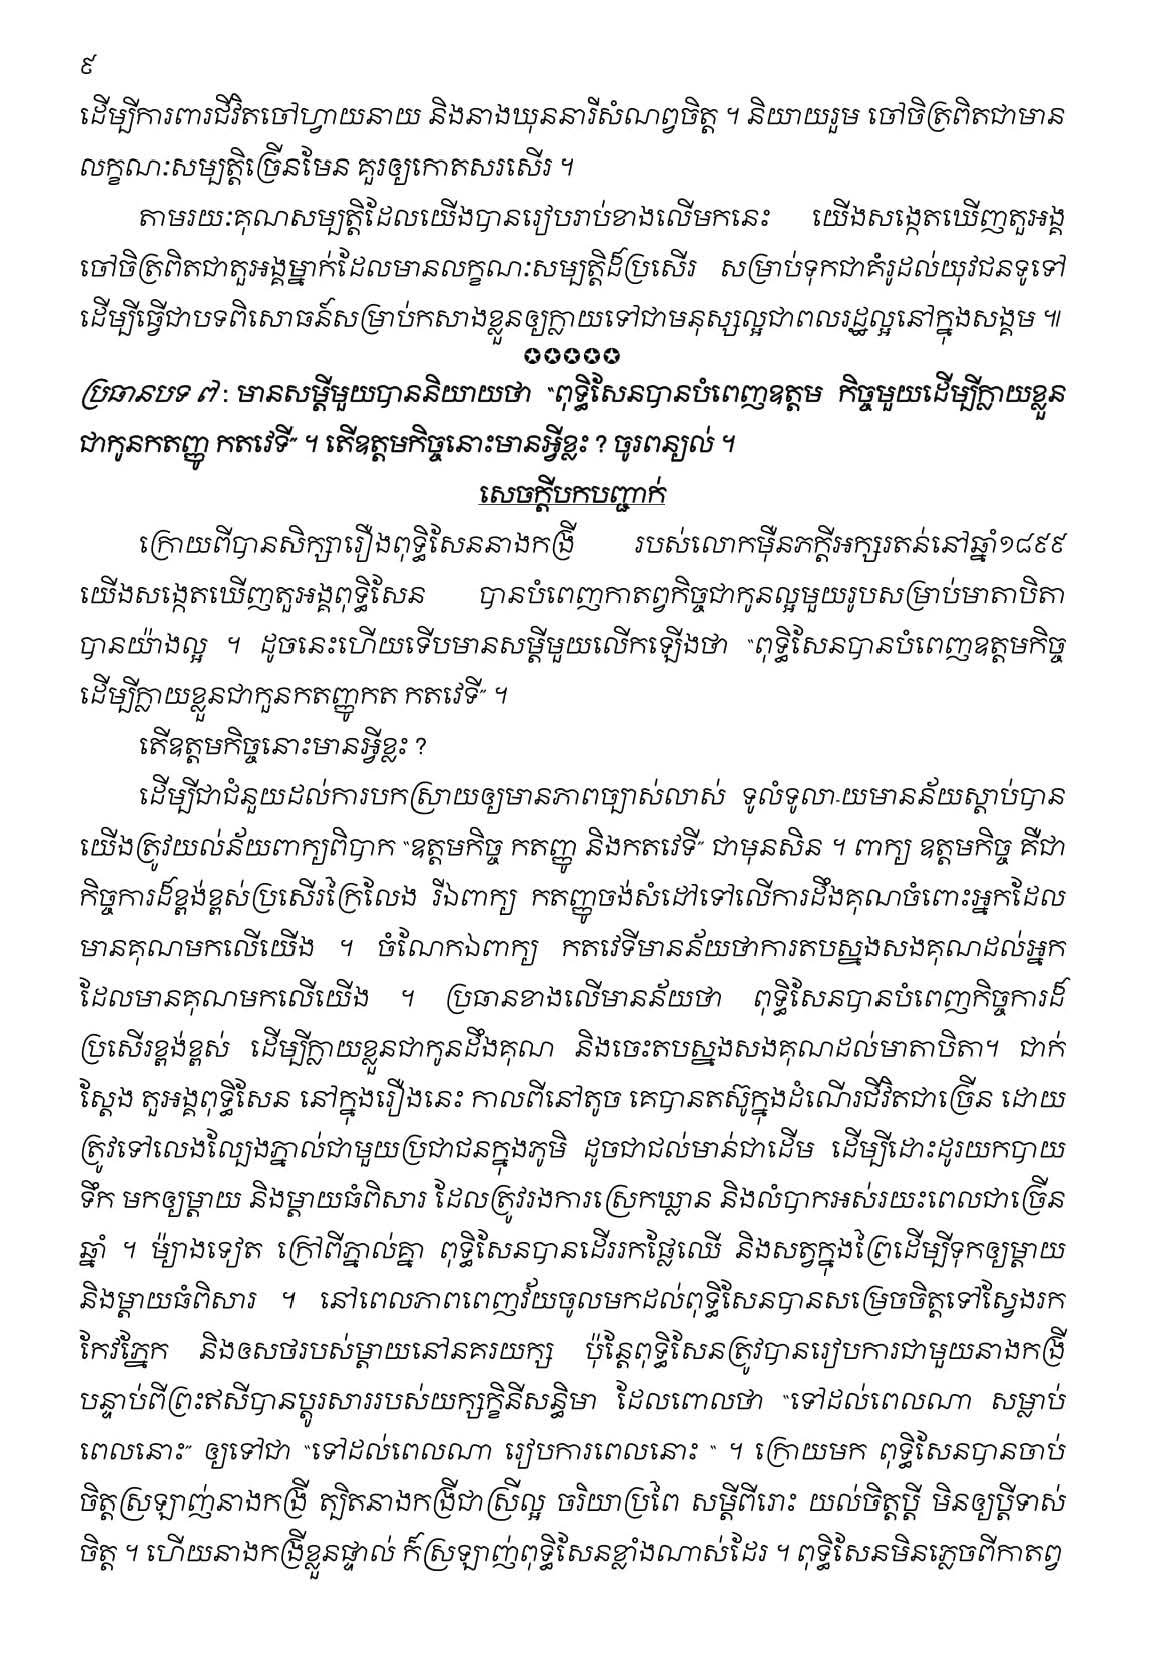 ៩
ដើម្បីការពារជីវិតចៅហ្វាយនាយ និងនាងឃុននារីសំណព្វចិត្ត ។ និយាយរួម ចៅចិត្រពិតជាមាន
លក្ខណៈសម្បត្តិច្រើនមែន គួរឲ្យកោតសរសើរ ។
តាមរយៈគុណសម្បត្តិដែលយើងបានរៀបរាប់ខាងលើមកនេះ យើងសង្កេតឃើញតួអង្គ
ចៅចិត្រពិតជាតួអង្គម្នាក់ដែលមានលក្ខណៈសម្បត្តិដ៏ប្រសើរ សម្រាប់ទុកជាគំរូដល់យុវជនទូទៅ
ដើម្បីធ្វើជាបទពិសោធន៍សម្រាប់កសាងខ្លួនឲ្យក្លាយទៅជាមនុស្សល្អជាពលរដ្ឋល្អនៅក្នុងសង្គម ៕
✪✪✪✪✪
ប្រធានបទ ៧ : មានសម្តីមួយបាននិយាយថា “ពុទ្ធិសែនបានបំពេញឧត្តម កិច្ចមួយដើម្បីក្លាយខ្លួន
ជាកូនកតញ្ញូ កតវេទី” ។ តើឧត្តមកិច្ចនោះមានអ្វីខ្លះ ? ចូរពន្យល់ ។
សេចក្តីបកបញ្ជាក់
ក្រោយពីបានសិក្សារឿងពុទ្ធិសែននាងកង្រី របស់លោកម៉ឺនភក្តីអក្សរតន់នៅឆ្នាំ១៨៩៩
យើងសង្កេតឃើញតួអង្គពុទ្ធិសែន បានបំពេញកាតព្វកិច្ចជាកូនល្អមួយរូបសម្រាប់មាតាបិតា
បានយ៉ាងល្អ ។ ដូចនេះហើយទើបមានសម្តីមួយលើកឡើងថា “ពុទ្ធិសែនបានបំពេញឧត្តមកិច្ច
ដើម្បីក្លាយខ្លួនជាកួនកតញ្ញូកត កតវេទី” ។
តើឧត្តមកិច្ចនោះមានអ្វីខ្លះ ?
ដើម្បីជាជំនួយដល់ការបកស្រាយឲ្យមានភាពច្បាស់លាស់ ទូលំទូលា-យមានន័យស្តាប់បាន
យើងត្រូវយល់ន័យពាក្យពិបាក “ឧត្តមកិច្ច កតញ្ញូ និងកតវេទី” ជាមុនសិន ។ ពាក្យ ឧត្តមកិច្ច គឺជា
កិច្ចការដ៏ខ្ពង់ខ្ពស់ប្រសើរក្រៃលែង រីឯពាក្យ កតញ្ញូចង់សំដៅទៅលើការដឹងគុណចំពោះអ្នកដែល
មានគុណមកលើយើង ។ ចំណែកឯពាក្យ កតវេទីមានន័យថាការតបស្នងសងគុណដល់អ្នក
ដែលមានគុណមកលើយើង ។ ប្រធានខាងលើមានន័យថា ពុទ្ធិសែនបានបំពេញកិច្ចការដ៏
ប្រសើរខ្ពង់ខ្ពស់ ដើម្បីក្លាយខ្លួនជាកូនដឹងគុណ និងចេះតបស្នងសងគុណដល់មាតាបិតា។ ជាក់
ស្តែង តួអង្គពុទ្ធិសែន នៅក្នុងរឿងនេះ កាលពីនៅតូច គេបានតស៊ូក្នុងដំណើរជីវិតជាច្រើន ដោយ
ត្រូវទៅលេងល្បែងភ្នាល់ជាមួយប្រជាជនក្នុងភូមិ ដូចជាជល់មាន់ជាដើម ដើម្បីដោះដូរយកបាយ
ទឹក មកឲ្យម្តាយ និងម្តាយធំពិសារ ដែលត្រូវរងការស្រេកឃ្លាន និងលំបាកអស់រយះពេលជាច្រើន
ឆ្នាំ ។ ម៉្យាងទៀត ក្រៅពីភ្នាល់គ្នា ពុទ្ធិសែនបានដើររកផ្លែឈើ និងសត្វក្នុងព្រៃដើម្បីទុកឲ្យម្តាយ
និងម្តាយធំពិសារ ។ នៅពេលភាពពេញវ័យចូលមកដល់ពុទ្ធិសែនបានសម្រេចចិត្តទៅស្វែងរក
កែវភ្នែក និងឲសថរបស់ម្តាយនៅនគរយក្ស ប៉ុន្តែពុទ្ធិសែនត្រូវបានរៀបការជាមួយនាងកង្រី
បន្ទាប់ពីព្រះឥសីបានប្តូរសាររបស់យក្សក្ខិនីសន្ធិមា ដែលពោលថា “ទៅដល់ពេលណា សម្លាប់
ពេលនោះ” ឲ្យទៅជា “ទៅដល់ពេលណា រៀបការពេលនោះ “ ។ ក្រោយមក ពុទ្ធិសែនបានចាប់
ចិត្តស្រឡាញ់នាងកង្រី ត្បិតនាងកង្រីជាស្រីល្អ ចរិយាប្រពៃ សម្តីពីរោះ យល់ចិត្តប្តី មិនឲ្យប្តីទាស់
ចិត្ត ។ ហើយនាងកង្រីខ្លួនផ្ទាល់ ក៏ស្រឡាញ់ពុទ្ធិសែនខ្លាំងណាស់ដែរ ។ ពុទ្ធិសែនមិនភ្លេចពីកាតព្វ